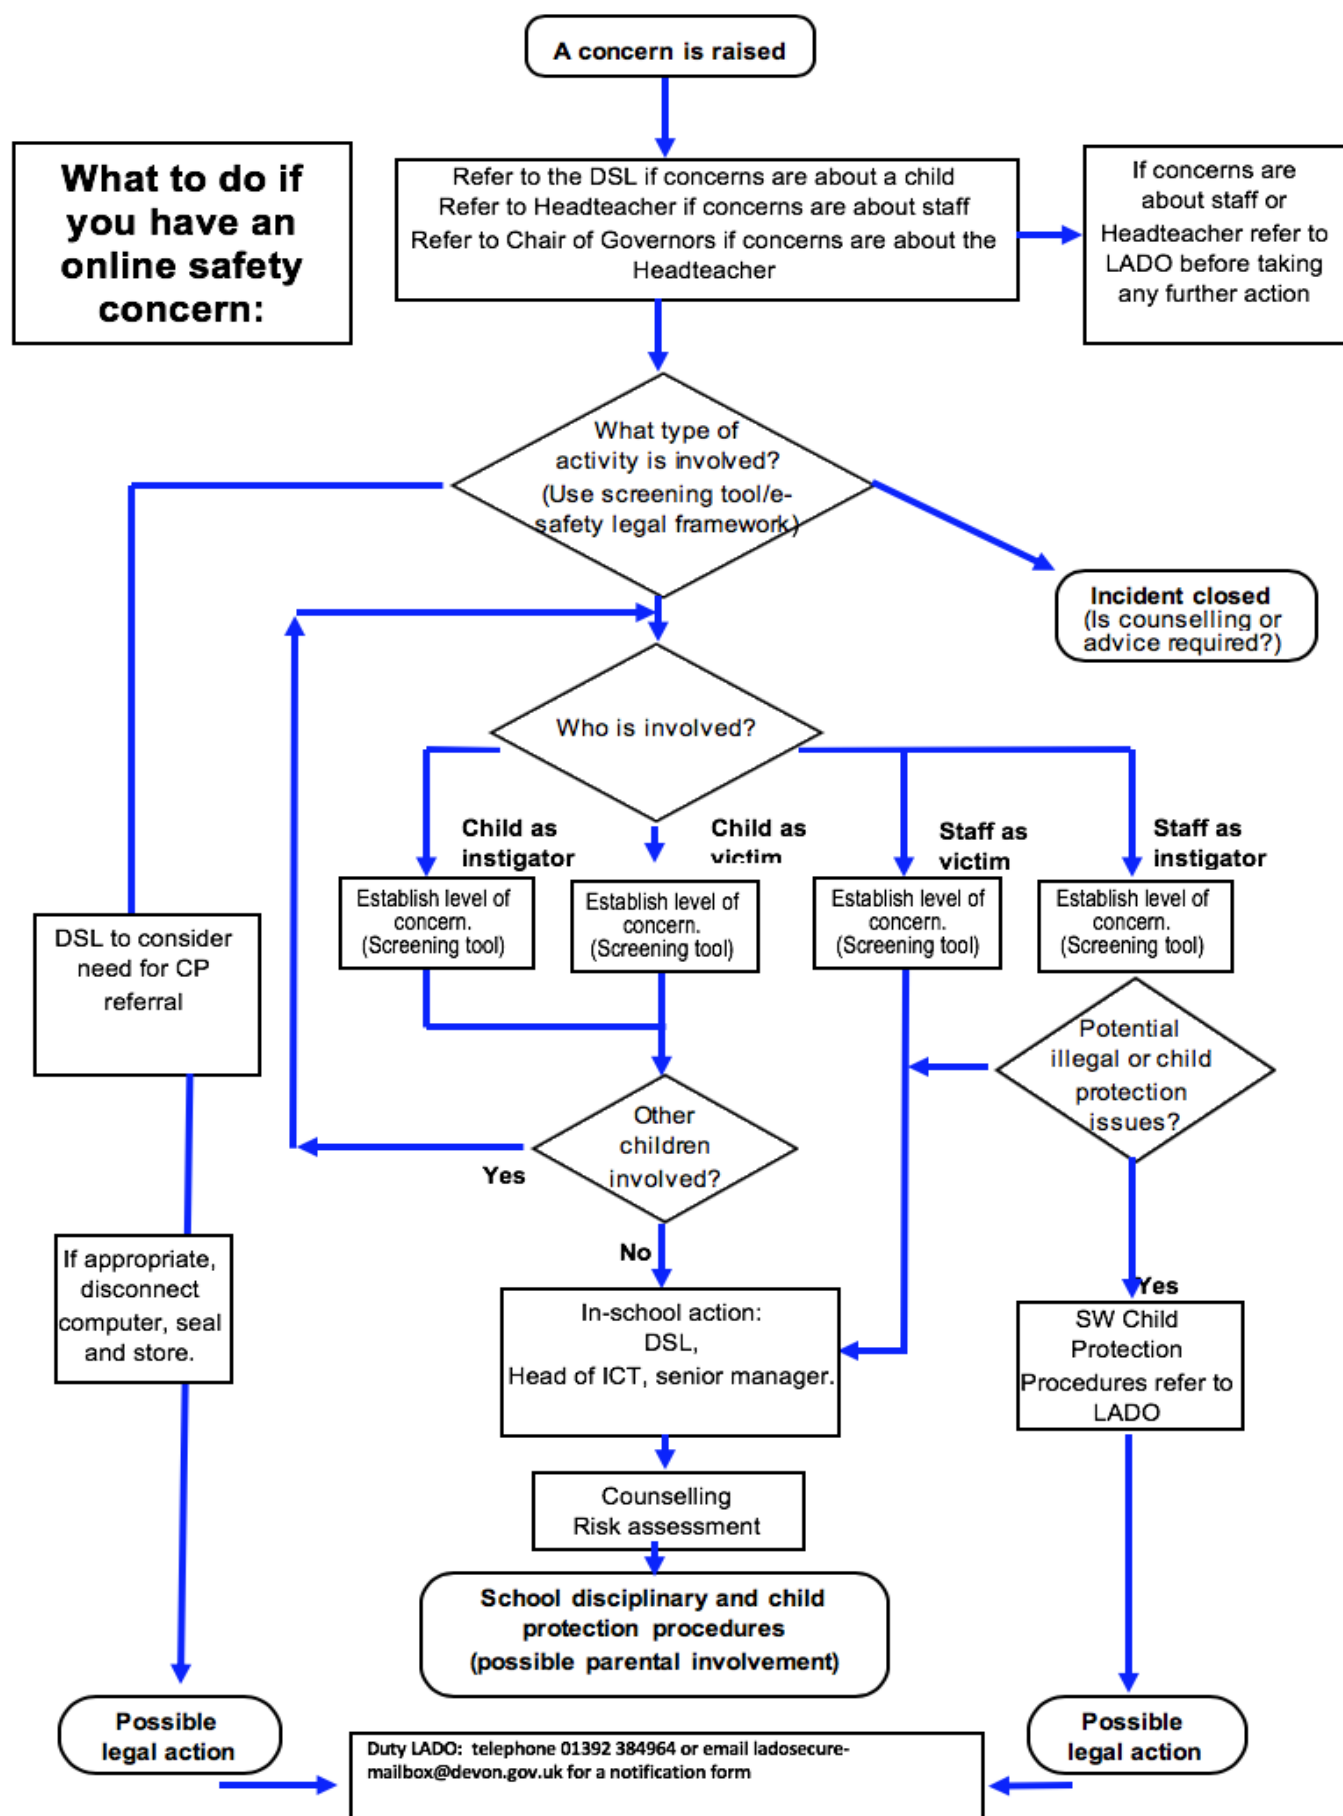 A concern is raised
What to do if
you have an
online safety
concern:
Refer to the DSL if concerns are about a child
Refer to Headteacher if concerns are about staff
Refer to Chair of Governors if concerns are about the
Headteacher
If concerns are
about staff or
Headteacher refer to
LADO before taking
any further action
What type of
activity is involved?
(Use screening tool/e-
safety legal framework)
Incident closed
(Is counselling or
advice required?)
Who is involved?
Child as
instigator
Child as
victim
Staff as
victim
Staff as
instigator
Establish level of
concern.
(Screening tool)
Establish level of
concern.
(Screening tool)
Establish level of
concern.
(Screening tool)
Establish level of
concern.
(Screening tool)
DSL to consider
need for CP
referral
Potential
illegal or child
protection
issues?
Other
children
involved?
Yes
No
Yes
If appropriate,
disconnect
computer, seal
and store.
In-school action:
DSL,
Head of ICT, senior manager.
SW Child
Protection
Procedures refer to
LADO
Counselling
Risk assessment
School disciplinary and child
protection procedures
(possible parental involvement)
Possible
legal action
Possible
legal action
Duty LADO: telephone 01392 384964 or email ladosecure-
mailbox@devon.gov.uk for a notification form